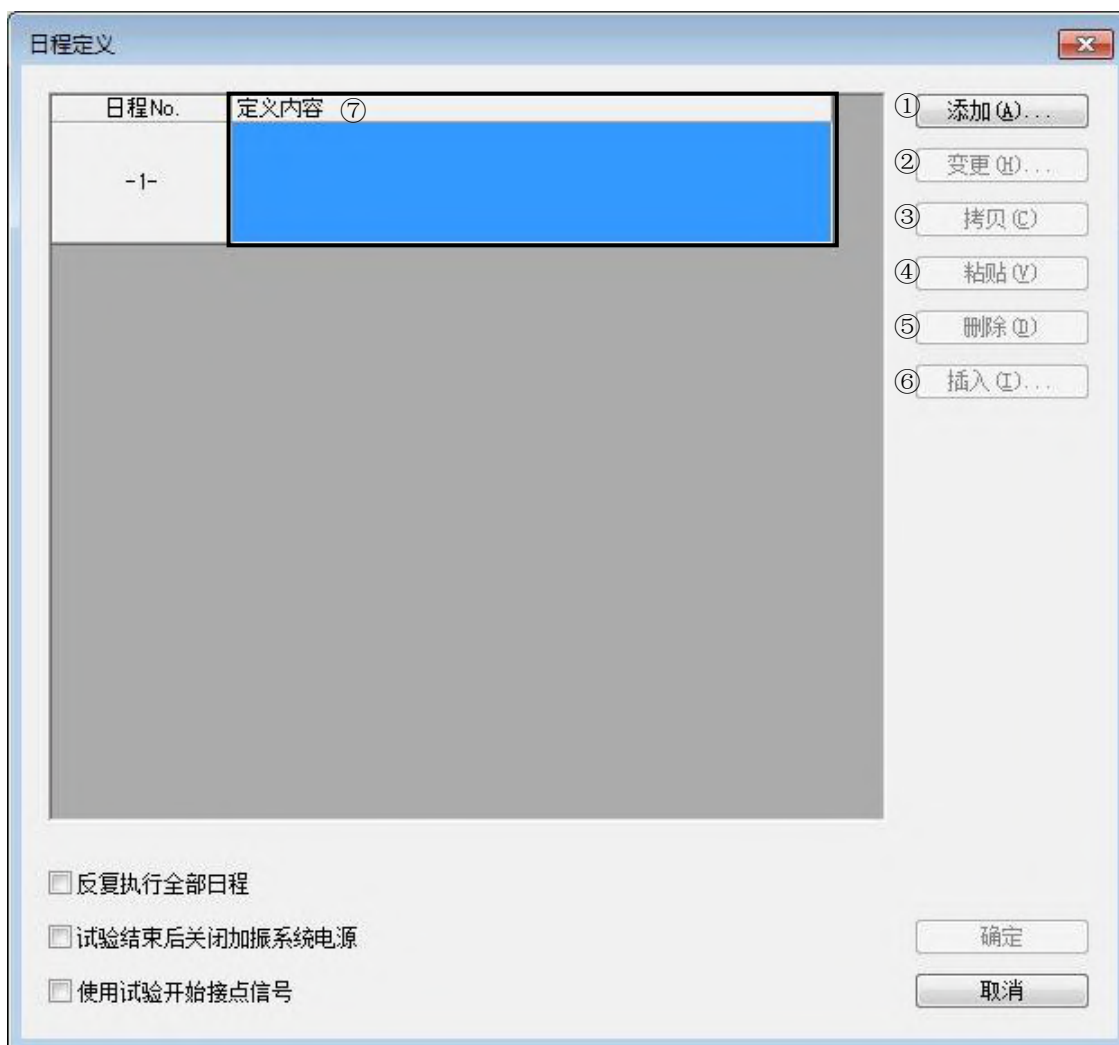 日程定义
日程No. 定义内容 ⑦
-1-
① 添加(A)...
② 变更(H)...
③ 拷贝(C)
④ 粘贴(V)
⑤ 删除(D)
⑥ 插入(I)...
反复执行全部日程
试验结束后关闭加振系统电源
使用试验开始接点信号
确定
取消